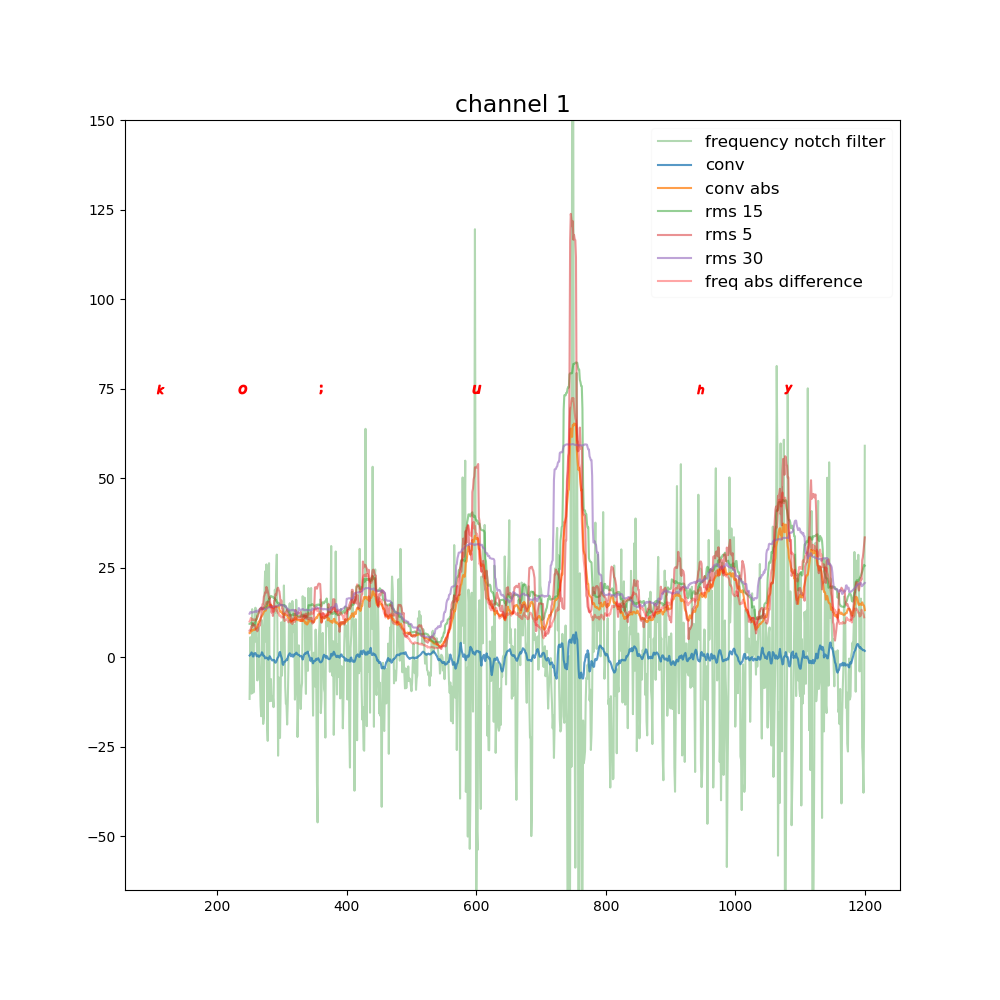 channel 1
150
125
100
75
50
25
0
−25
−50
frequency notch filter
conv
conv abs
rms 15
rms 5
rms 30
freq abs difference
k o ; u h y
200 400 600 800 1000 1200